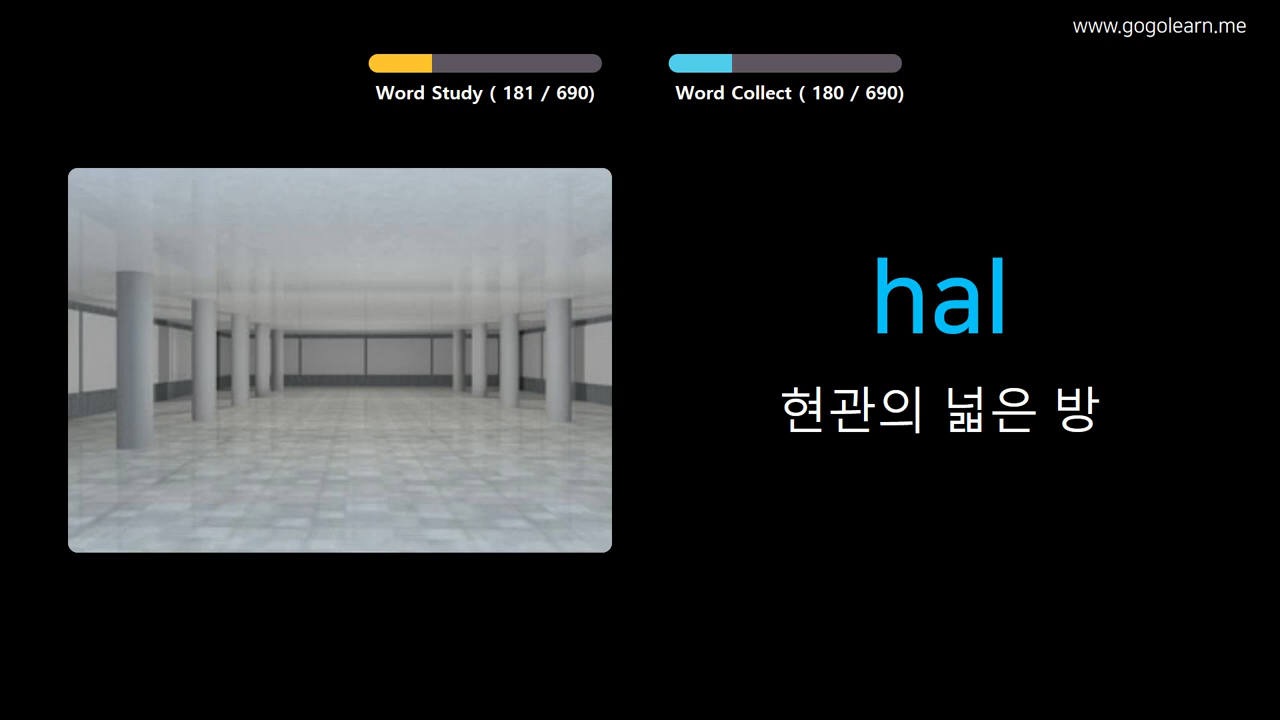 www.gogolearn.me
Word Study ( 181 / 690)
Word Collect ( 180 / 690)
hal
현관의 넓은 방